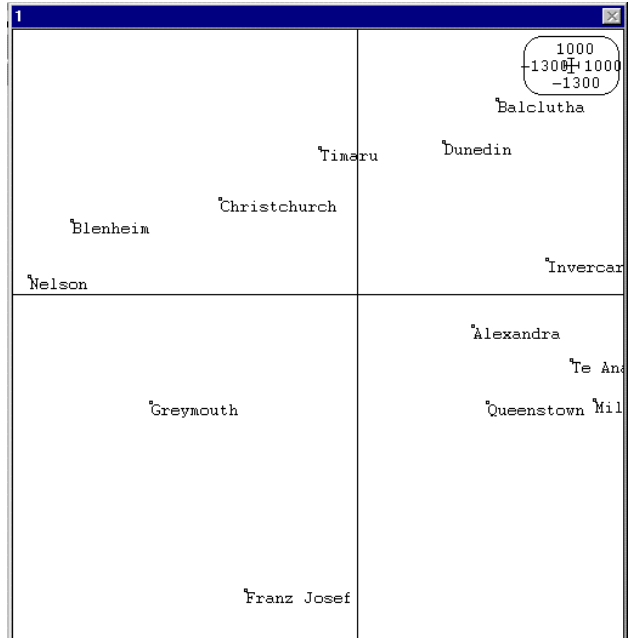 1
1000
-1300 1000
-1300
Balclutha
Dunedin
Timaru
Christchurch
Blenheim
Invercar
Nelson
Alexandra
Te Ana
Queenstown Mil
Greymouth
Franz Josef